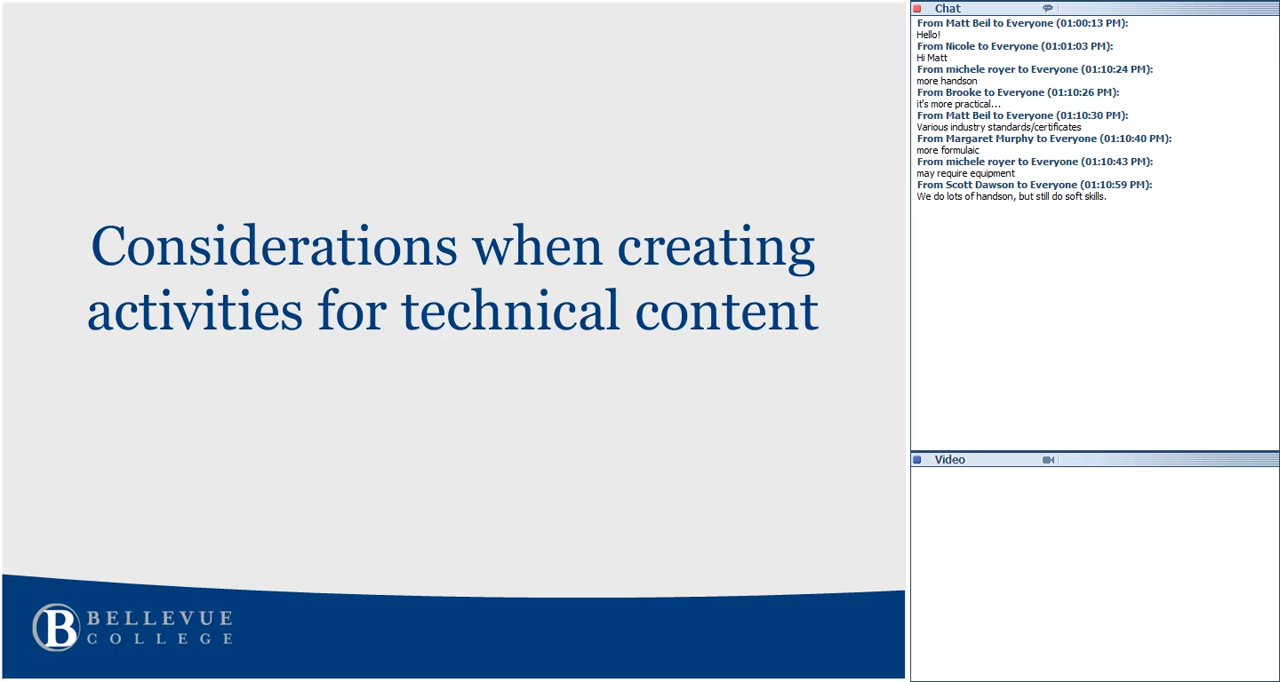 Considerations when creating
activities for technical content
BELLEVUE
COLLEGE
Chat
From Matt Beil to Everyone (01:00:13 PM):
Hello!
From Nicole to Everyone (01:01:03 PM):
Hi Matt
From michele royer to Everyone (01:10:24 PM):
more handson
From Brooke to Everyone (01:10:26 PM):
it's more practical...
From Matt Beil to Everyone (01:10:30 PM):
Various industry standards/certificates
From Margaret Murphy to Everyone (01:10:40 PM):
more formulaic
From michele royer to Everyone (01:10:43 PM):
may require equipment
From Scott Dawson to Everyone (01:10:59 PM):
We do lots of handson, but still do soft skills.
Video